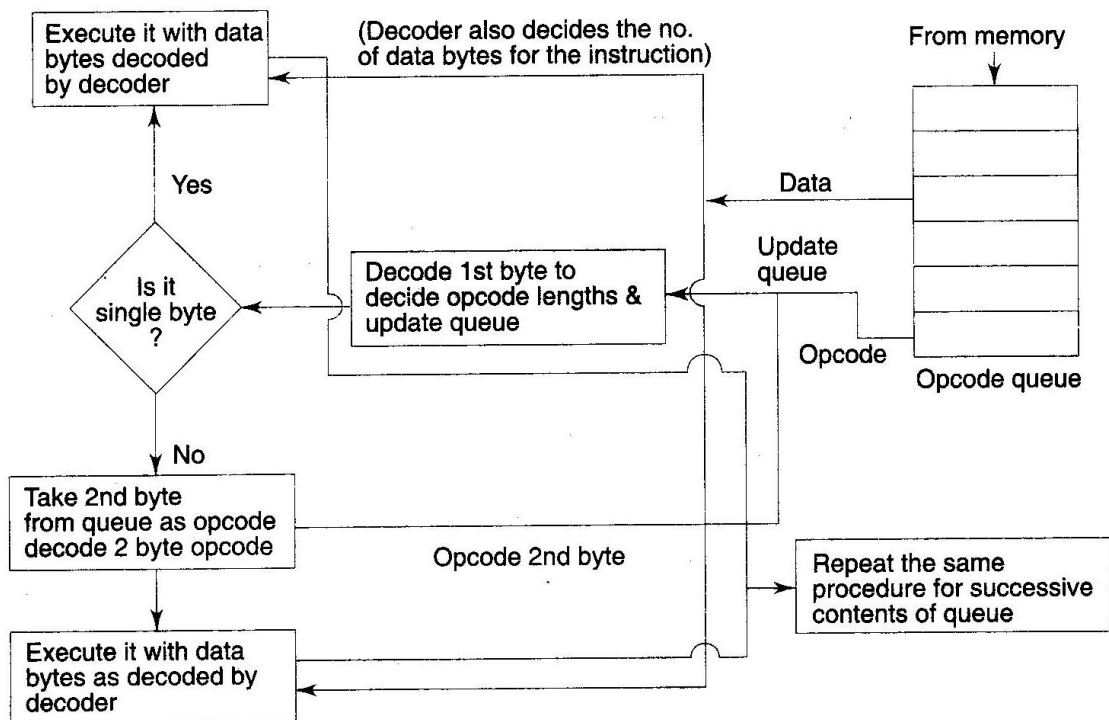 Execute it with data
bytes decoded
by decoder
(Decoder also decides the no.
of data bytes for the instruction)
From memory
Yes
Data
Update
queue
Is it
single byte
?
Decode 1st byte to
decide opcode lengths &
update queue
Opcode
Opcode queue
No
Take 2nd byte
from queue as opcode
decode 2 byte opcode
Opcode 2nd byte
Repeat the same
procedure for successive
contents of queue
Execute it with data
bytes as decoded by
decoder